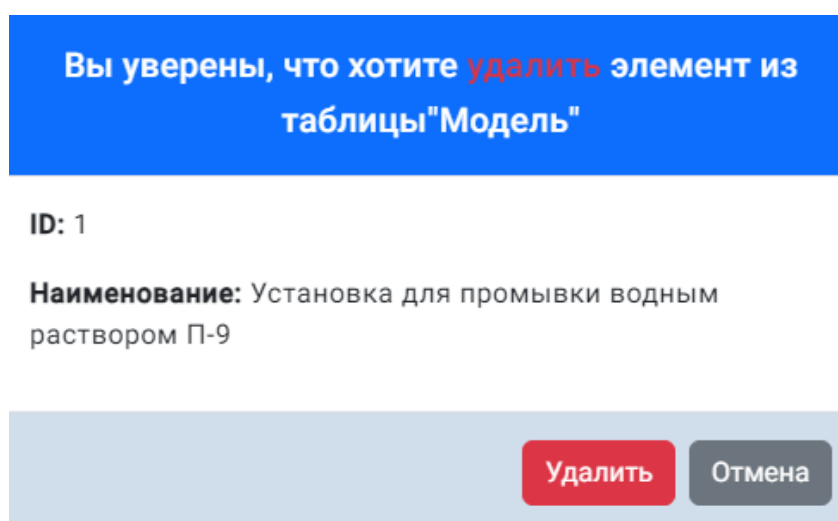 Вы уверены, что хотите удалить элемент из
таблицы"Модель"
ID: 1
Наименование: Установка для промывки водным
раствором П-9
Удалить Отмена